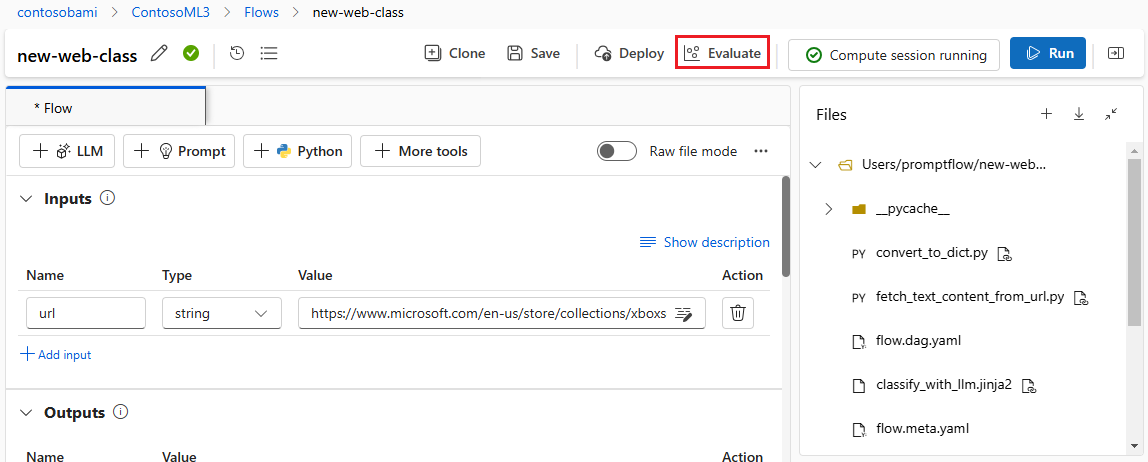 contosobami > ContosoML3 > Flows > new-web-class
new-web-class Clone Save Deploy Evaluate Compute session running Run
* Flow
LLM Prompt Python More tools Raw file mode ...
Inputs
Show description
Name Type Value Action
url string https://www.microsoft.com/en-us/store/collections/xboxs
Add input
Outputs
Name Value Action
Files
Users/promptflow/new-web...
__pycache__
PY convert_to_dict.py
PY fetch_text_content_from_url.py
flow.dag.yaml
classify_with_llm.jinja2
flow.meta.yaml